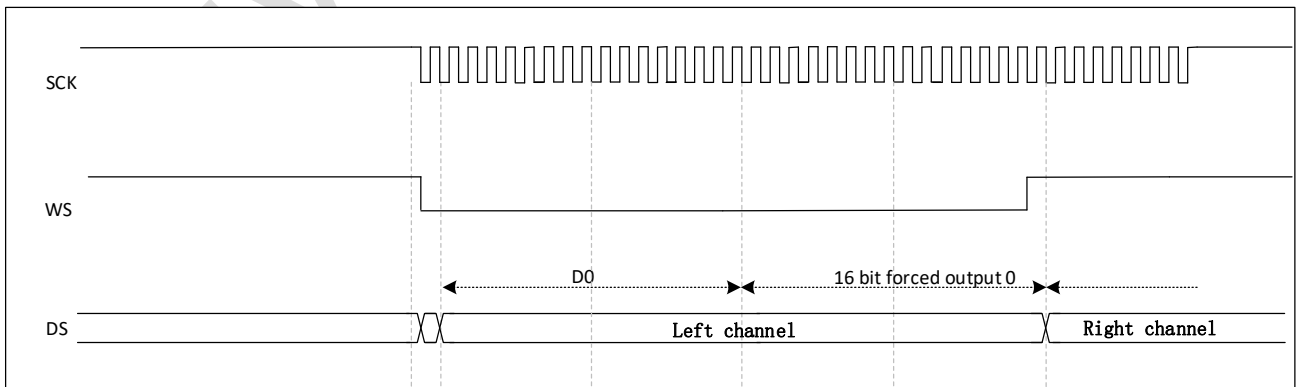 SCK
WS
D0
16 bit forced output 0
DS
Left channel
Right channel